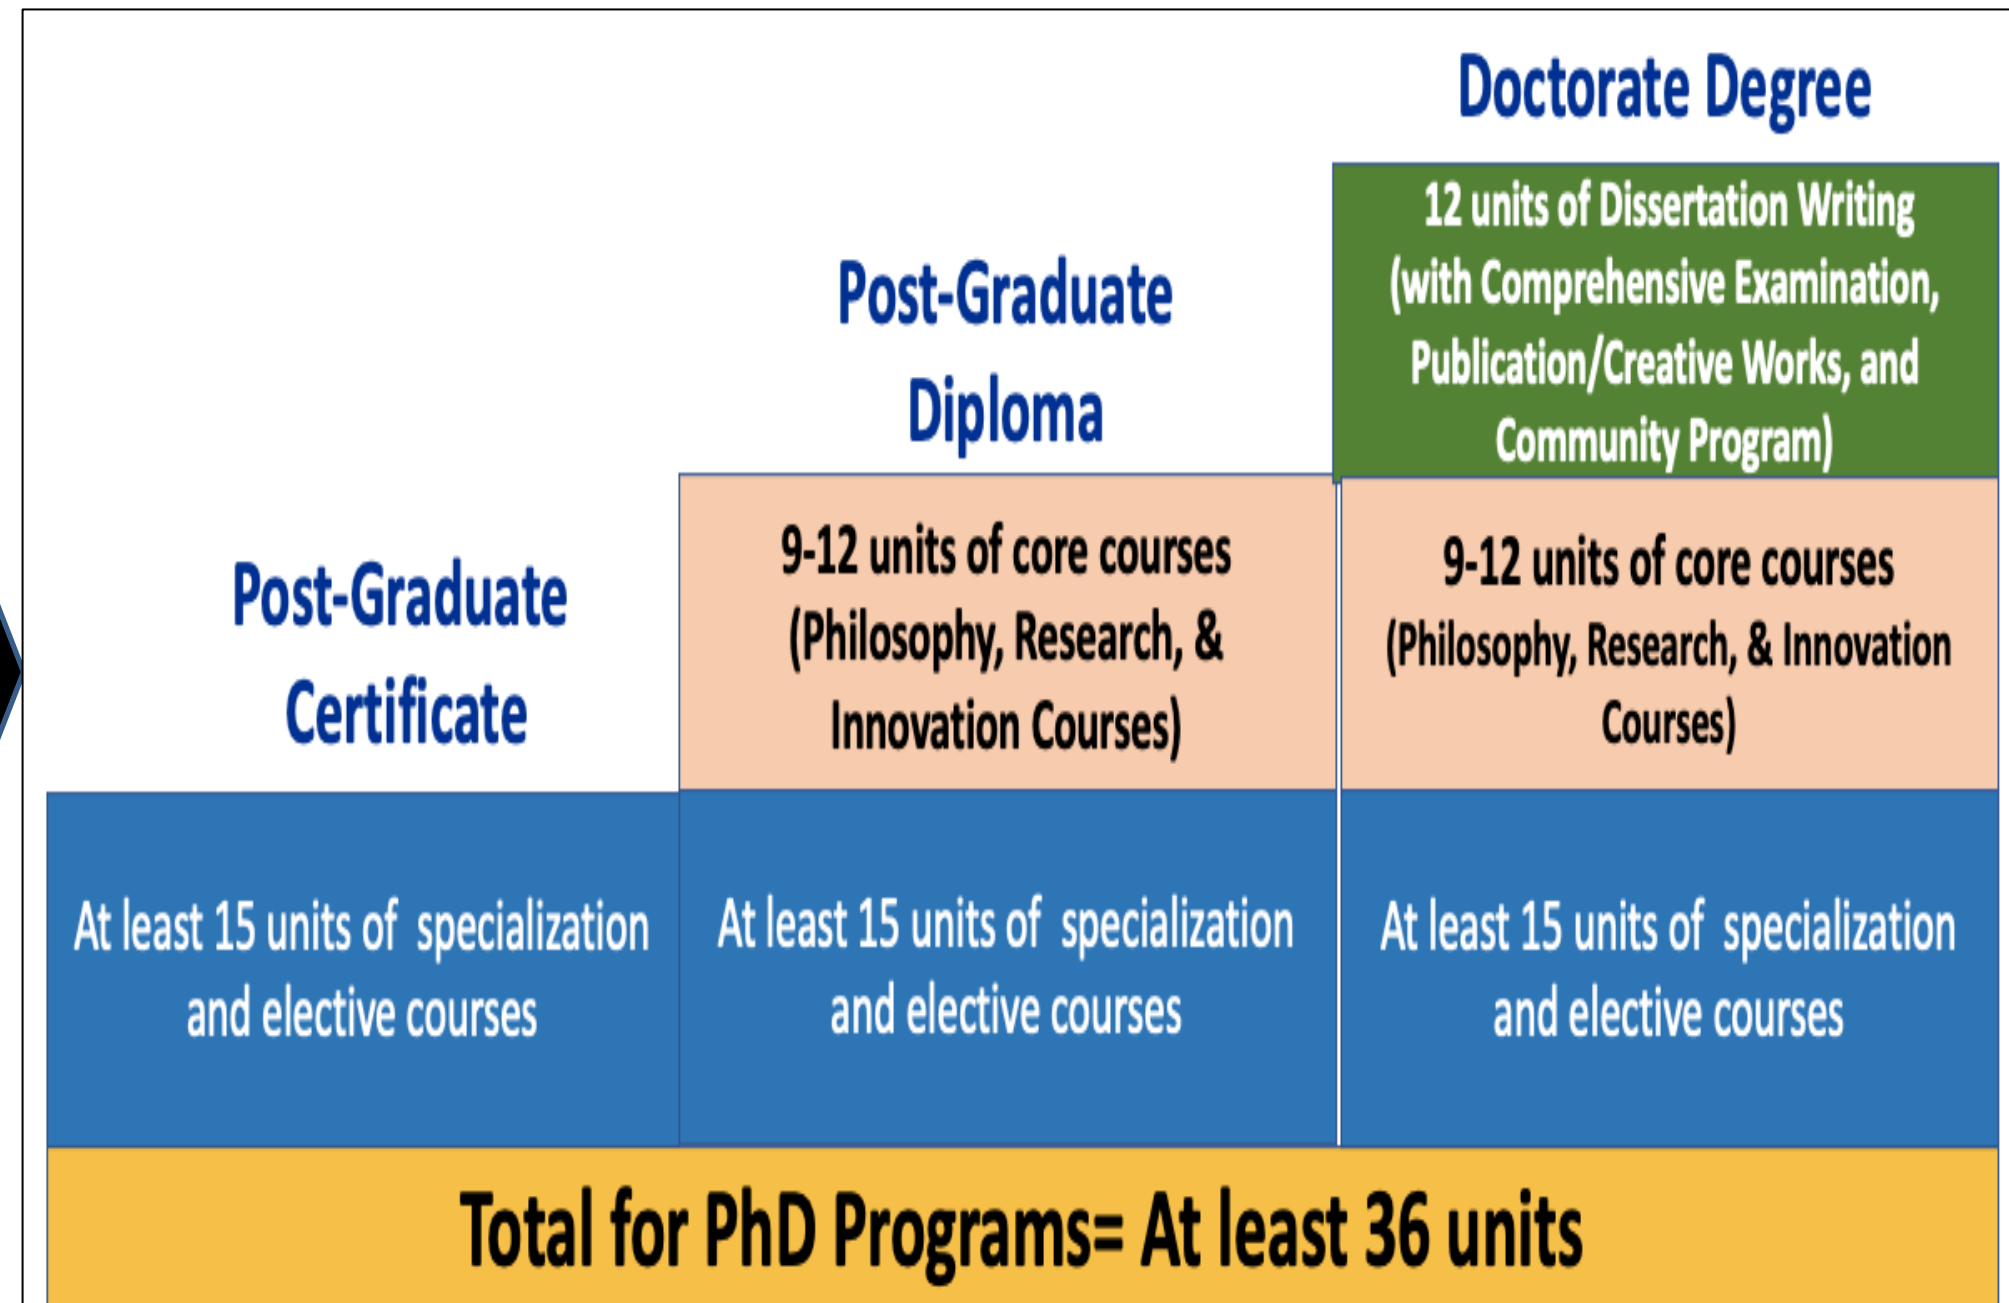 Doctorate Degree
12 units of Dissertation Writing
(with Comprehensive Examination,
Publication/Creative Works, and
Community Program)
Post-Graduate
Diploma
9-12 units of core courses
(Philosophy, Research, &
Innovation Courses)
9-12 units of core courses
(Philosophy, Research, & Innovation
Courses)
Post-Graduate
Certificate
At least 15 units of specialization
and elective courses
At least 15 units of specialization
and elective courses
At least 15 units of specialization
and elective courses
Total for PhD Programs= At least 36 units